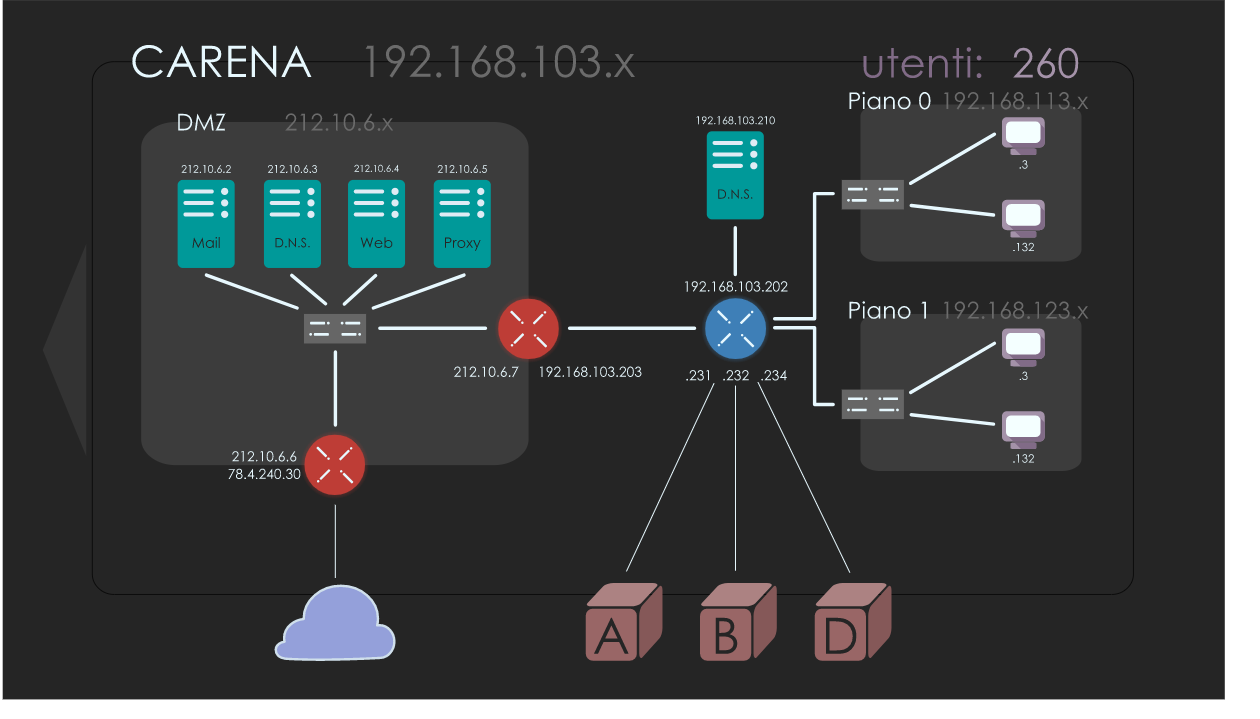 CARENA 192.168.103.x
utenti: 260
DMZ 212.10.6.x
212.10.6.2 212.10.6.3 212.10.6.4 212.10.6.5
Mail D.N.S. Web Proxy
212.10.6.7 192.168.103.203
212.10.6.6
78.4.240.30
192.168.103.210
D.N.S.
192.168.103.202
.231 .232 .234
Piano 0 192.168.113.x
.3
.132
Piano 1 192.168.123.x
.3
.132
A B D